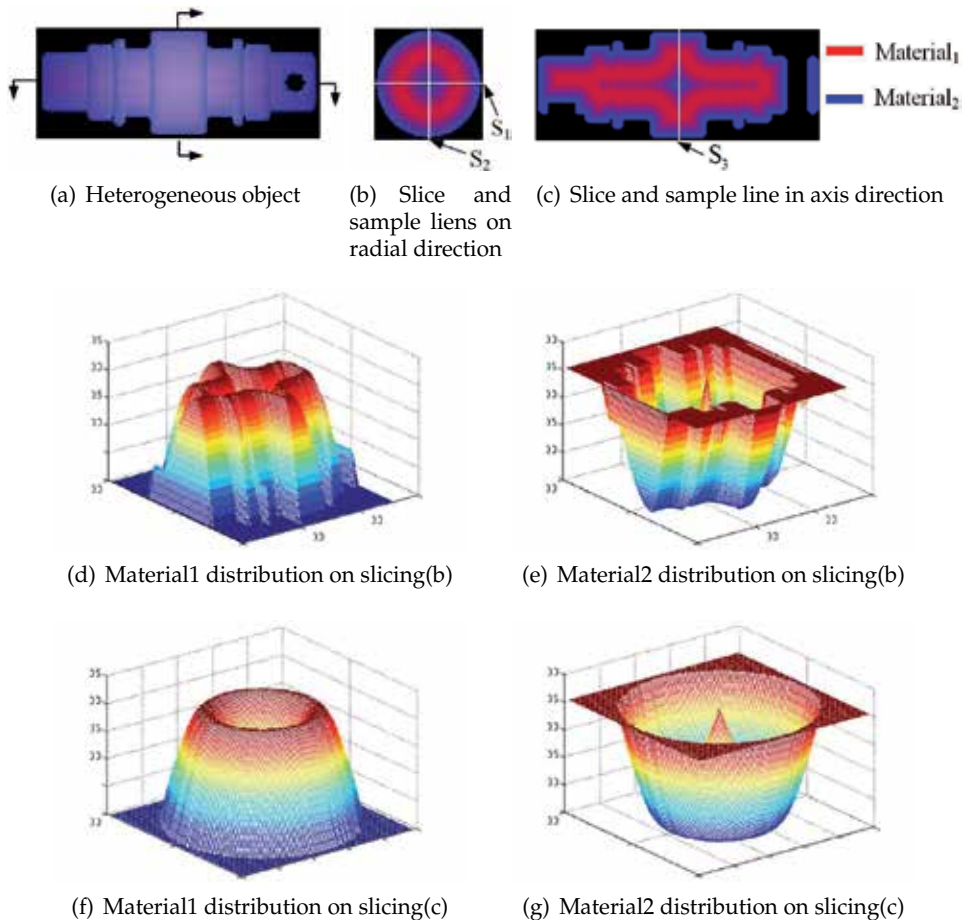 Material₁
Material₂
S₁
S₂
S₃
(a) Heterogeneous object
(b) Slice and
sample liens on
radial direction
(c) Slice and sample line in axis direction
(d) Material1 distribution on slicing(b)
(e) Material2 distribution on slicing(b)
(f) Material1 distribution on slicing(c)
(g) Material2 distribution on slicing(c)